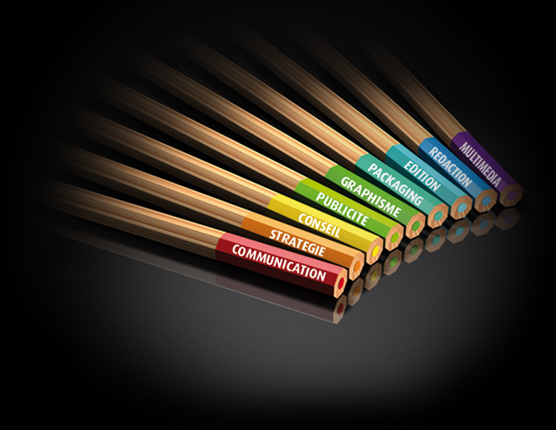 COMMUNICATION
STRATEGIE
CONSEIL
PUBLICITE
GRAPHISME
PACKAGING
EDITION
REDACTION
MULTIMEDIA